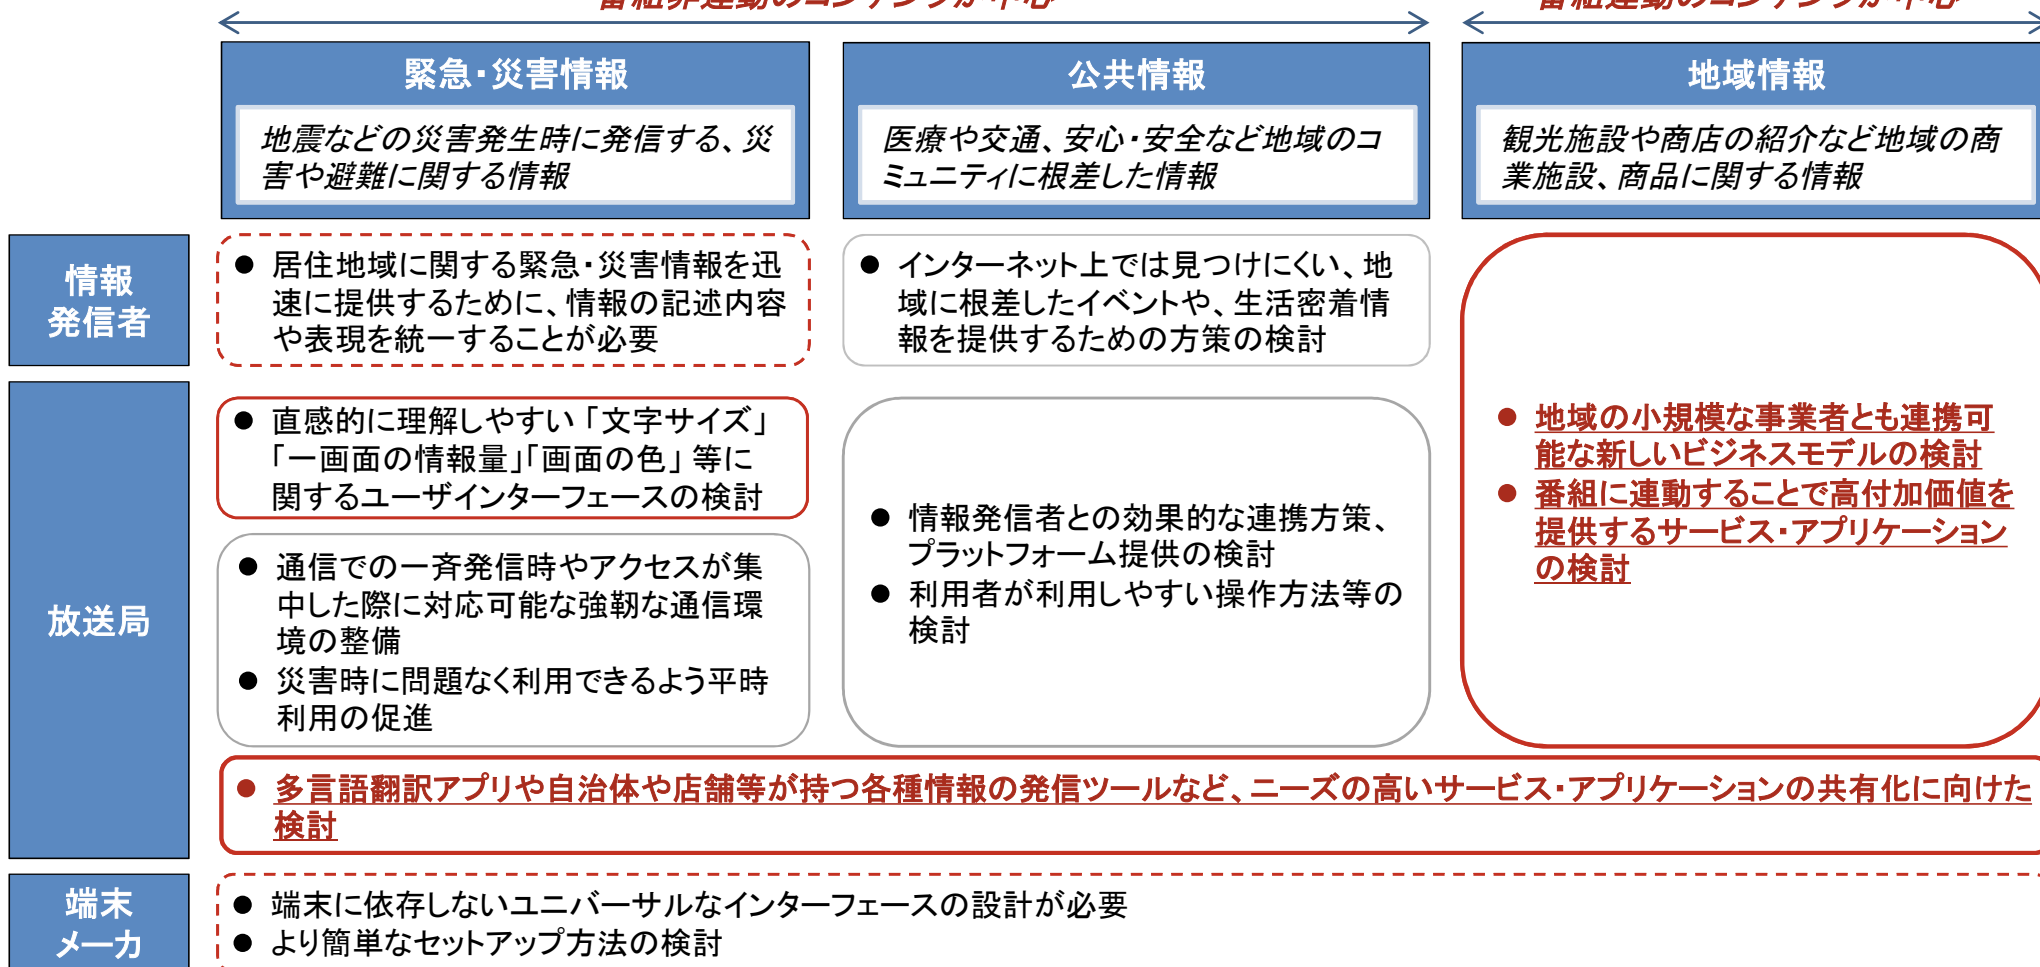 番組非連動のコンテンツが中心
番組連動のコンテンツが中心
緊急・災害情報
地震などの災害発生時に発信する、災
害や避難に関する情報
公共情報
医療や交通、安心・安全など地域のコ
ミュニティに根差した情報
地域情報
観光施設や商店の紹介など地域の商
業施設、商品に関する情報
情報
発信者
● 居住地域に関する緊急・災害情報を迅
速に提供するために、情報の記述内容
や表現を統一することが必要
● インターネット上では見つけにくい、地
域に根差したイベントや、生活密着情
報を提供するための方策の検討
放送局
● 直感的に理解しやすい「文字サイズ」
「一画面の情報量」「画面の色」等に
関するユーザインターフェースの検討
● 通信での一斉発信時やアクセスが集
中した際に対応可能な強靭な通信環
境の整備
● 災害時に問題なく利用できるよう平時
利用の促進
● 情報発信者との効果的な連携方策、
プラットフォーム提供の検討
● 利用者が利用しやすい操作方法等の
検討
● 地域の小規模な事業者とも連携可
能な新しいビジネスモデルの検討
● 番組に連動することで高付加価値を
提供するサービス・アプリケーション
の検討
● 多言語翻訳アプリや自治体や店舗等が持つ各種情報の発信ツールなど、ニーズの高いサービス・アプリケーションの共有化に向けた
検討
端末
メーカ
● 端末に依存しないユニバーサルなインターフェースの設計が必要
● より簡単なセットアップ方法の検討